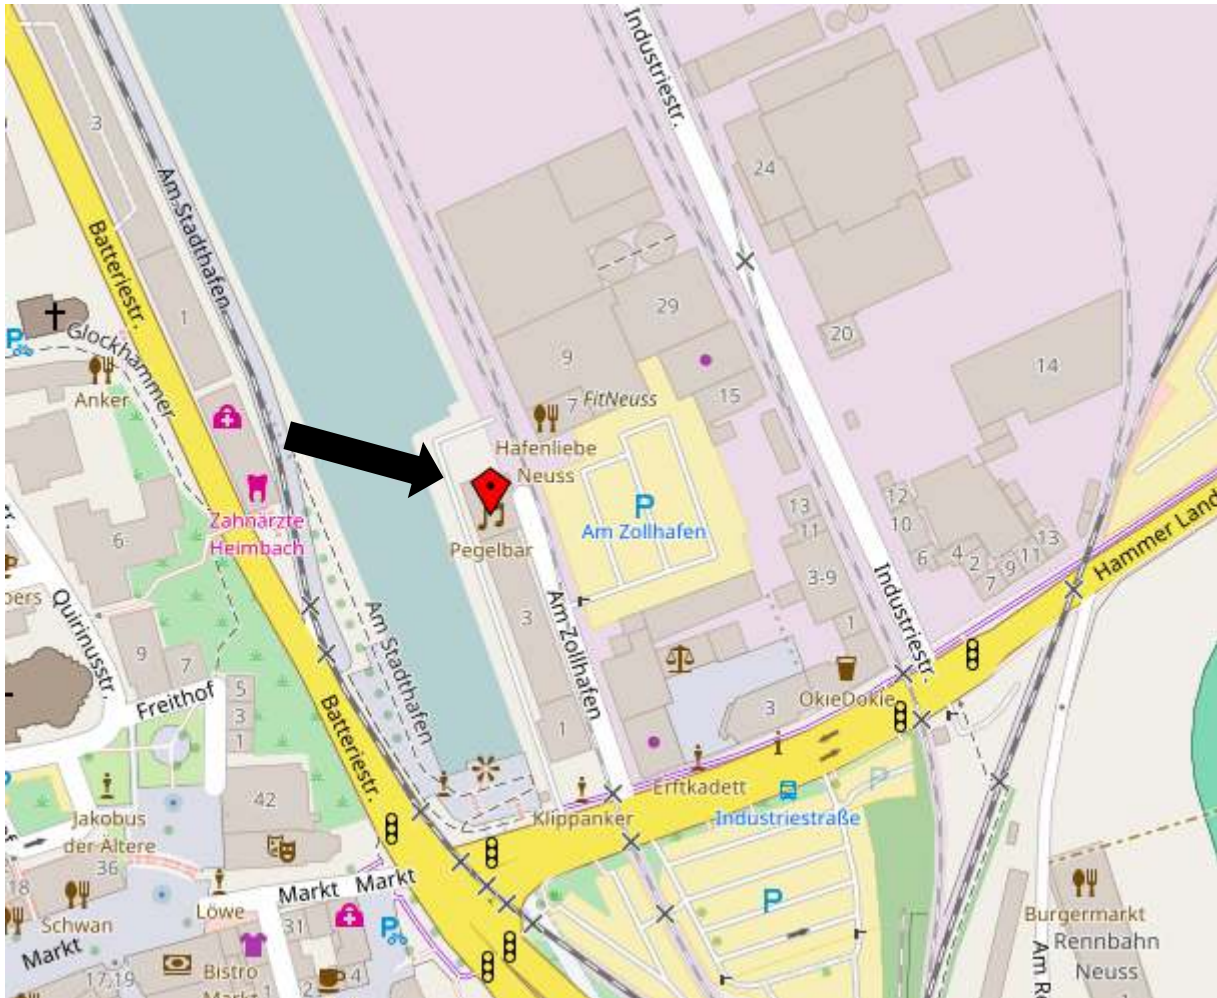 3
Am Stadthafen
Industriestr.
24
Batteriestr.
1
29
20
14
Glockhammer
P
Anker
9
7
FitNeuss
15
Hafenliebe
Neuss
P
Am Zollhafen
Zahnärzte
Heimbach
6
Pegelbar
13
11
12
10
6
4
2
7
9
11
13
Hammer Land
3-9
Industriestr.
Quirinusstr.
Am Stadthafen
3
Am Zollhafen
1
9
7
Freithof
5
3
1
OkieDokie
3
Batteriestr.
1
42
Erftkadett
P
Klippanker
Industriestraße
Jakobus
der Ältere
36
18
Schwan
Markt Markt
Löwe
31
P
P
Burgermarkt
Rennbahn
Neuss
Markt
17,19
Bistro
Markt
1
2
4